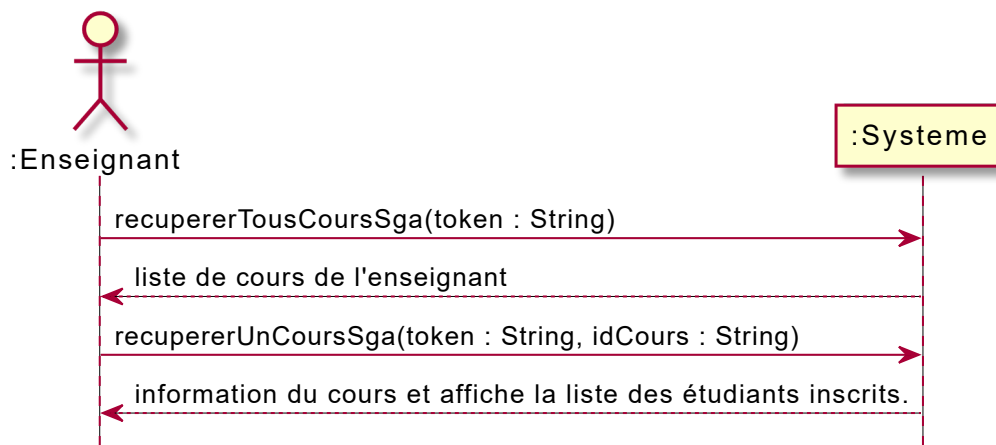 :Enseignant
:Systeme
recupererTousCoursSga(token : String)
liste de cours de l'enseignant
recupererUnCoursSga(token : String, idCours : String)
information du cours et affiche la liste des étudiants inscrits.